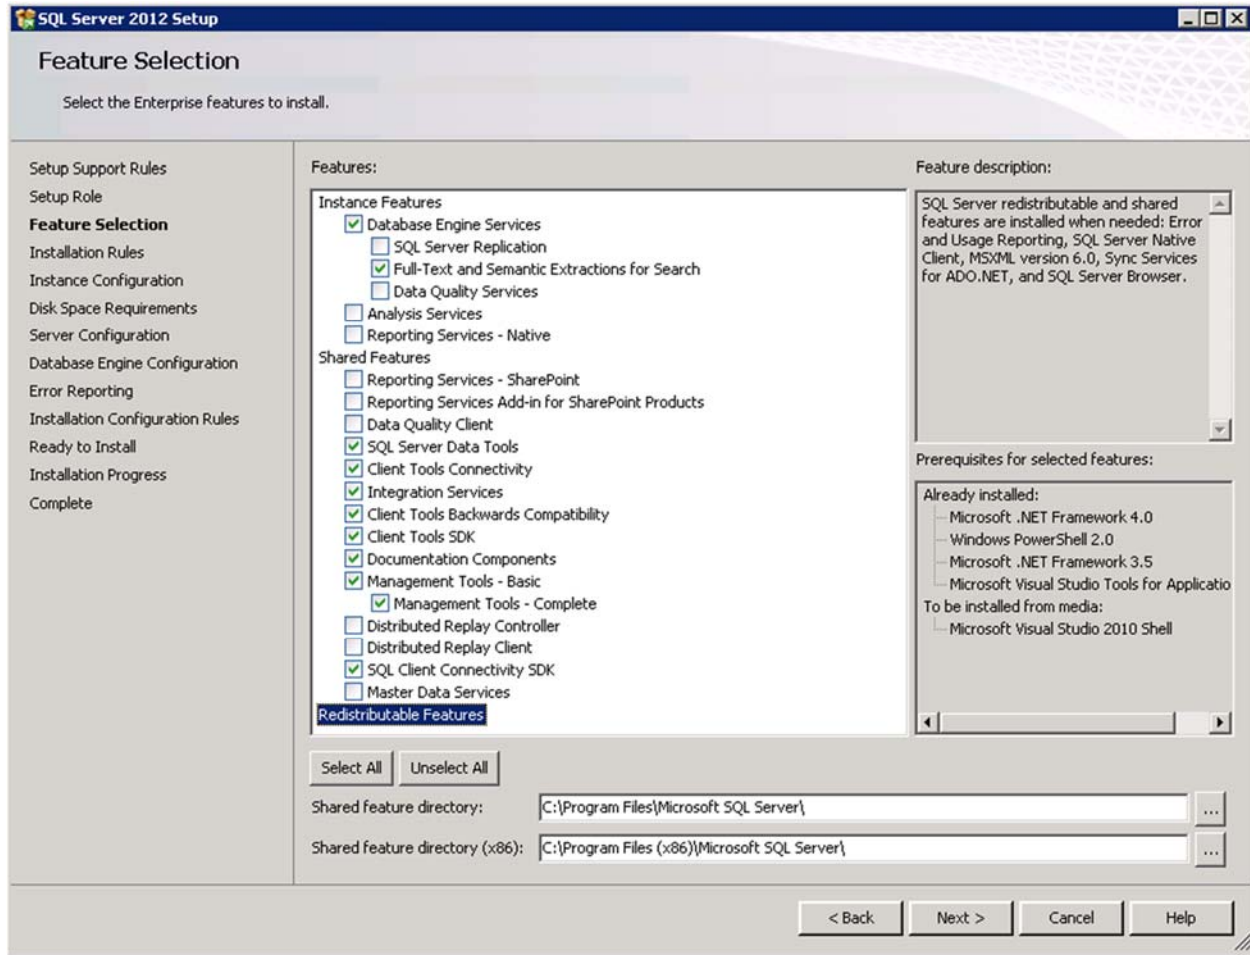 SQL Server 2012 Setup
Feature Selection
Select the Enterprise features to install.
Setup Support Rules
Setup Role
Feature Selection
Installation Rules
Instance Configuration
Disk Space Requirements
Server Configuration
Database Engine Configuration
Error Reporting
Installation Configuration Rules
Ready to Install
Installation Progress
Complete
Features:
Instance Features
Database Engine Services
SQL Server Replication
Full-Text and Semantic Extractions for Search
Data Quality Services
Analysis Services
Reporting Services - Native
Shared Features
Reporting Services - SharePoint
Reporting Services Add-in for SharePoint Products
Data Quality Client
SQL Server Data Tools
Client Tools Connectivity
Integration Services
Client Tools Backwards Compatibility
Client Tools SDK
Documentation Components
Management Tools - Basic
Management Tools - Complete
Distributed Replay Controller
Distributed Replay Client
SQL Client Connectivity SDK
Master Data Services
Redistributable Features
Feature description:
SQL Server redistributable and shared
features are installed when needed: Error
and Usage Reporting, SQL Server Native
Client, MSXML version 6.0, Sync Services
for ADO.NET, and SQL Server Browser.
Prerequisites for selected features:
Already installed:
Microsoft .NET Framework 4.0
Windows PowerShell 2.0
Microsoft .NET Framework 3.5
Microsoft Visual Studio Tools for Applicatio
To be installed from media:
Microsoft Visual Studio 2010 Shell
Select All
Unselect All
Shared feature directory:
C:\Program Files\Microsoft SQL Server\
...
Shared feature directory (x86):
C:\Program Files (x86)\Microsoft SQL Server\
...
< Back
Next >
Cancel
Help